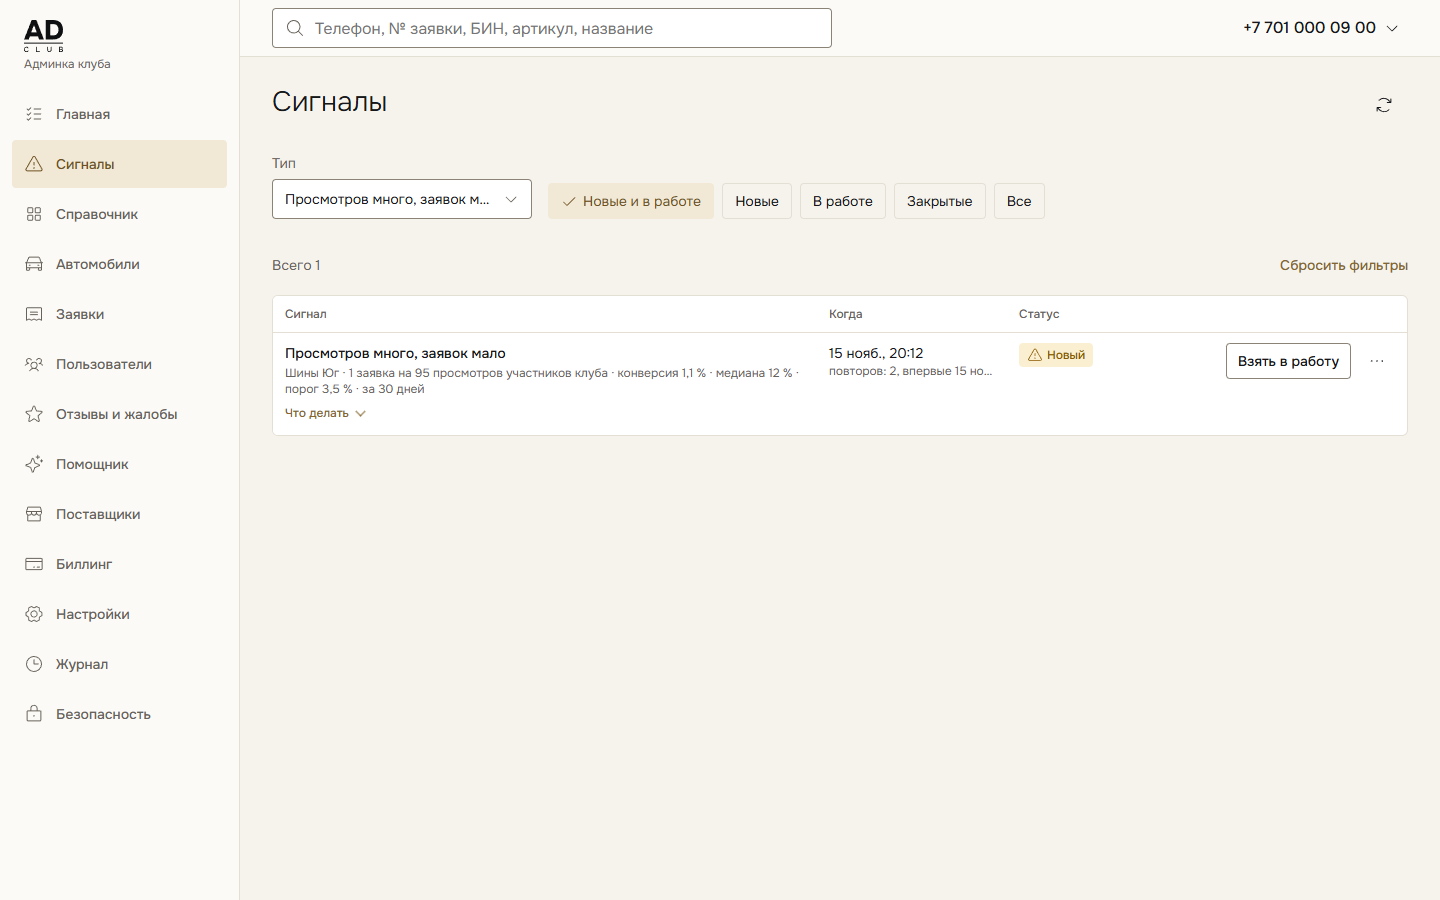 AD
CLUB
Админка клуба
Телефон, № заявки, БИН, артикул, название
+7 701 000 09 00
Главная
Сигналы
Справочник
Автомобили
Заявки
Пользователи
Отзывы и жалобы
Помощник
Поставщики
Биллинг
Настройки
Журнал
Безопасность
Сигналы
Тип
Просмотров много, заявок м...
Новые и в работе
Новые
В работе
Закрытые
Все
Всего 1
Сбросить фильтры
Сигнал
Когда
Статус
Просмотров много, заявок мало
Шины Юг · 1 заявка на 95 просмотров участников клуба · конверсия 1,1 % · медиана 12 % ·
порог 3,5 % · за 30 дней
Что делать
15 нояб., 20:12
повторов: 2, впервые 15 но...
Новый
Взять в работу